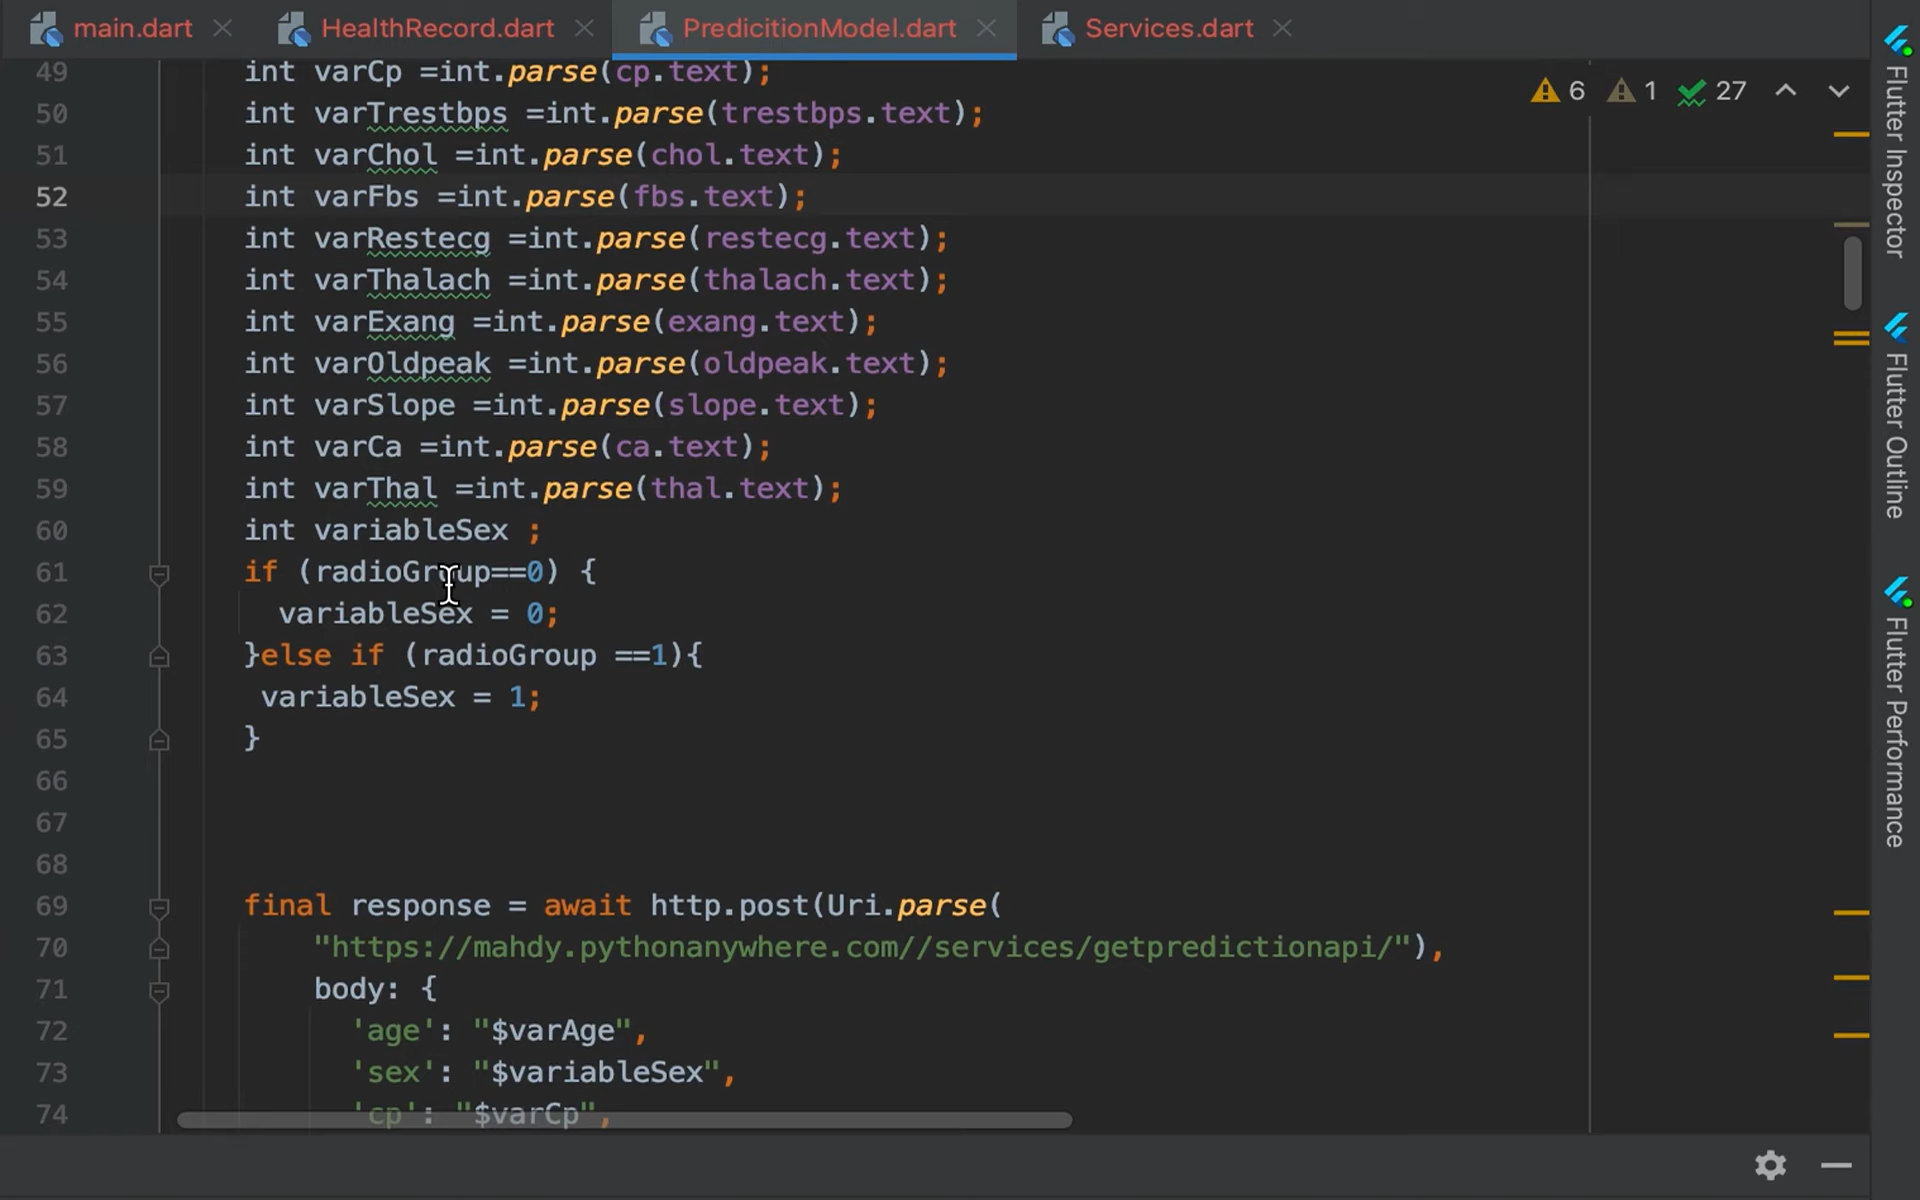 main.dart
HealthRecord.dart
PredicitionModel.dart
Services.dart
6 1 27
49 int varCp =int.parse(cp.text);
50 int varTrestbps =int.parse(trestbps.text);
51 int varChol =int.parse(chol.text);
52 int varFbs =int.parse(fbs.text);
53 int varRestecg =int.parse(restecg.text);
54 int varThalach =int.parse(thalach.text);
55 int varExang =int.parse(exang.text);
56 int varOldpeak =int.parse(oldpeak.text);
57 int varSlope =int.parse(slope.text);
58 int varCa =int.parse(ca.text);
59 int varThal =int.parse(thal.text);
60 int variableSex ;
61 if (radioGroup==0) {
62 variableSex = 0;
63 }else if (radioGroup ==1){
64 variableSex = 1;
65 }
66
67
68
69 final response = await http.post(Uri.parse(
70 "https://mahdy.pythonanywhere.com//services/getpredictionapi/"),
71 body: {
72 'age': "$varAge",
73 'sex': "$variableSex",
74 'cp': "$varCp",
Flutter Inspector
Flutter Outline
Flutter Performance